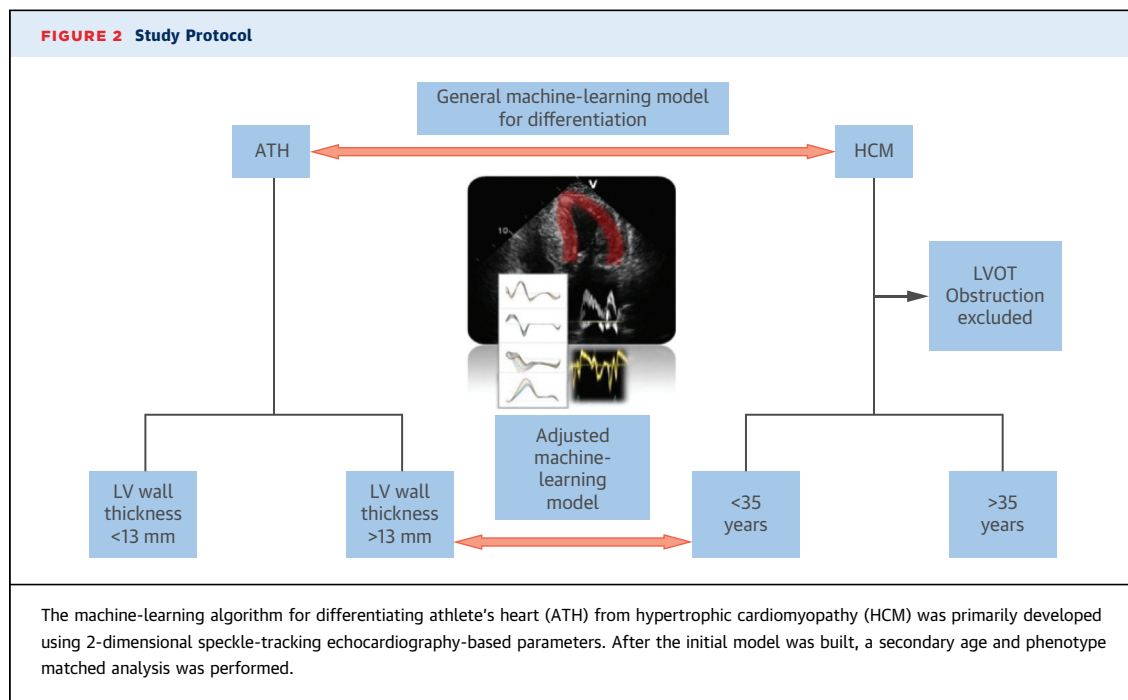 FIGURE 2 Study Protocol
General machine-learning model
for differentiation
ATH
HCM
V
10
LVOT
Obstruction
excluded
Adjusted
machine-
learning
model
LV wall
thickness
<13 mm
LV wall
thickness
>13 mm
<35
years
>35
years
The machine-learning algorithm for differentiating athlete's heart (ATH) from hypertrophic cardiomyopathy (HCM) was primarily developed
using 2-dimensional speckle-tracking echocardiography-based parameters. After the initial model was built, a secondary age and phenotype
matched analysis was performed.